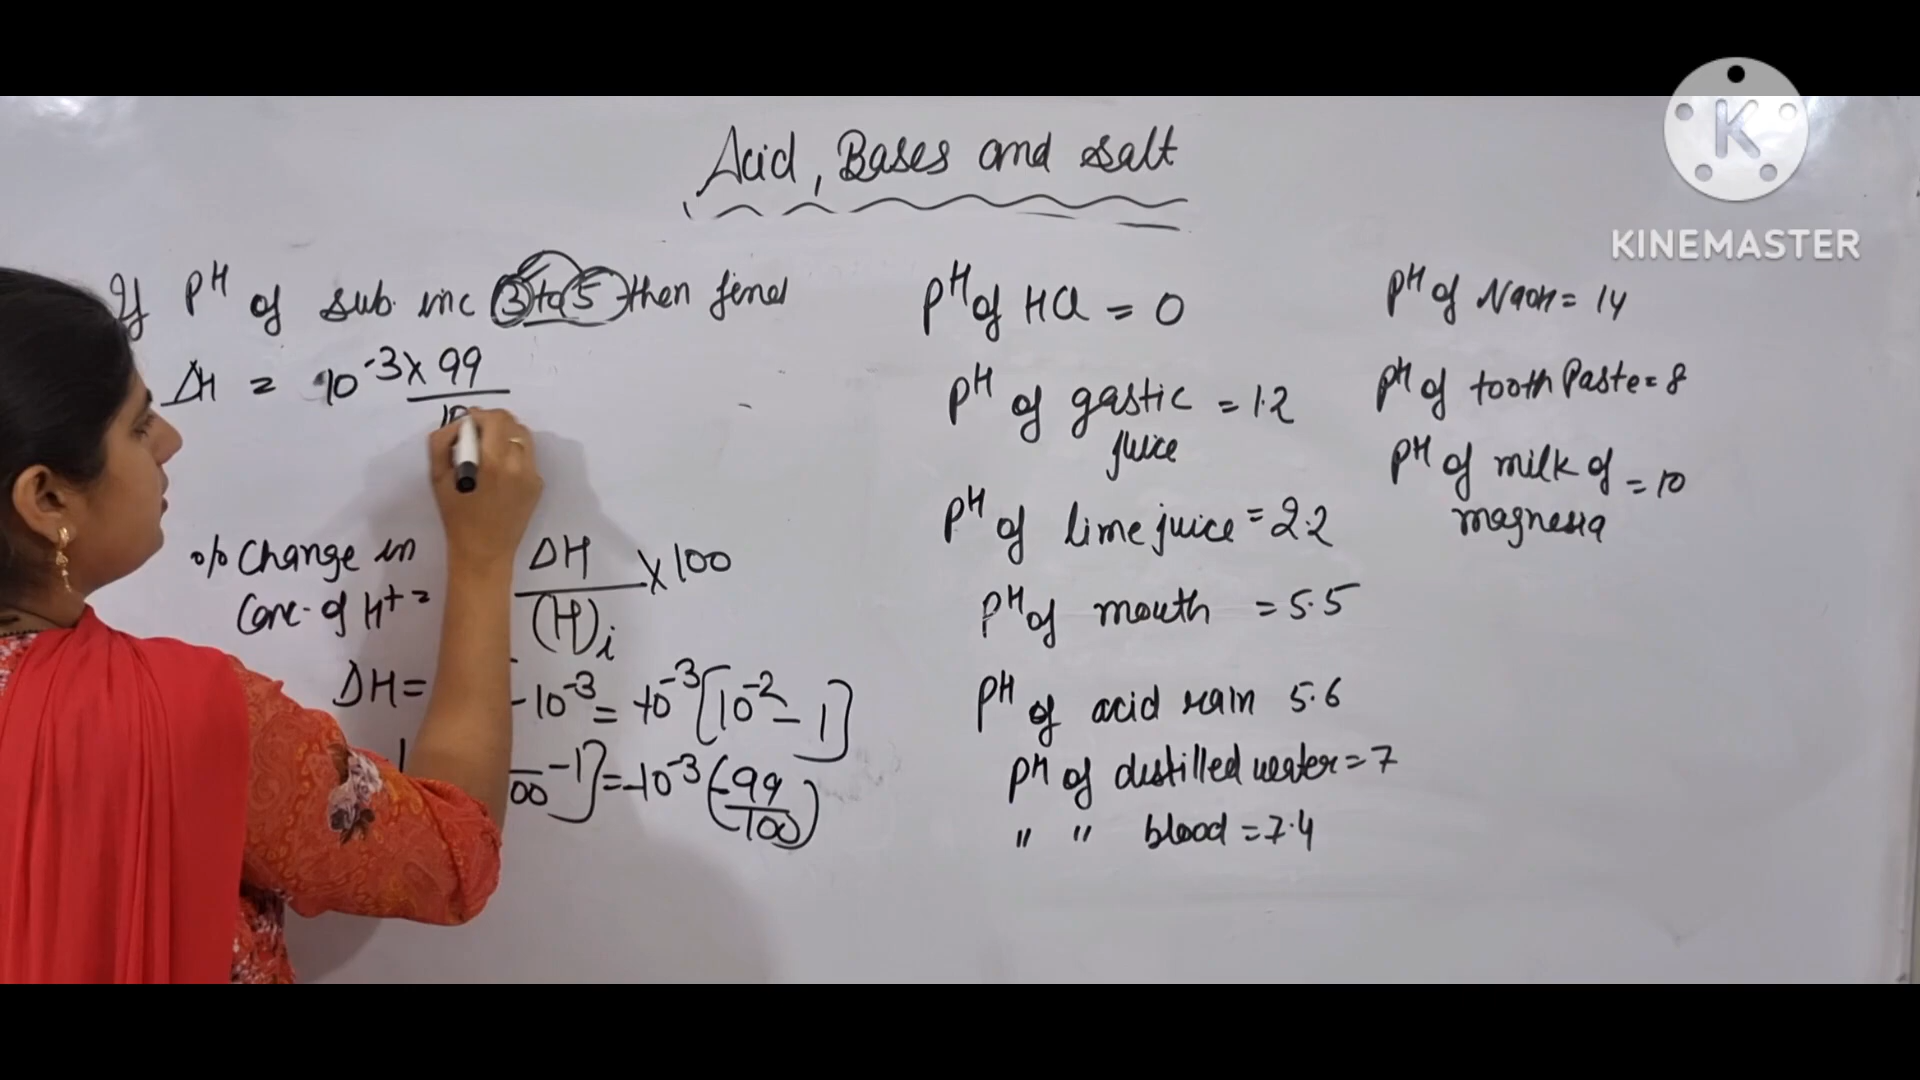 Acid, Bases and salt
If PH of sub. inc 3 to 5 then find
ΔH = 10⁻³ x 99
10
% Change in
Conc. of H⁺ =
ΔH
(H)i
x 100
ΔH =
- 10⁻³ = 10⁻³ [10⁻² - 1]
00 - 1] = 10⁻³ (-99
100)
PH of HCl = 0
PH of gastic = 1.2
juice
PH of lime juice = 2.2
PH of mouth = 5.5
PH of acid rain 5.6
PH of distilled water = 7
" " blood = 7.4
PH of NaOH = 14
PH of tooth Paste = 8
PH of milk of = 10
magnesia
K
KINEMASTER